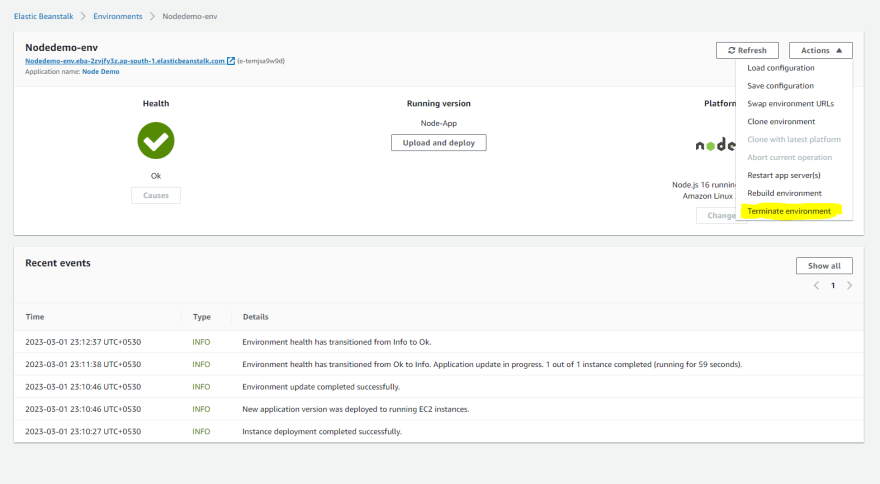 Elastic Beanstalk > Environments > Nodedemo-env
Nodedemo-env
Refresh
Actions
Nodedemo-env.eba-2zvjfy3z.ap-south-1.elasticbeanstalk.com (e-temjsa9w9d)
Application name: Node Demo
Load configuration
Save configuration
Swap environment URLs
Clone environment
Clone with latest platform
Abort current operation
Restart app server(s)
Rebuild environment
Terminate environment
Health
Ok
Causes
Running version
Node-App
Upload and deploy
Platform
node
Node.js 16 running
Amazon Linux
Change
Recent events
Show all
< 1 >
Time Type Details
2023-03-01 23:12:37 UTC+0530 INFO Environment health has transitioned from Info to Ok.
2023-03-01 23:11:38 UTC+0530 INFO Environment health has transitioned from Ok to Info. Application update in progress. 1 out of 1 instance completed (running for 59 seconds).
2023-03-01 23:10:46 UTC+0530 INFO Environment update completed successfully.
2023-03-01 23:10:46 UTC+0530 INFO New application version was deployed to running EC2 instances.
2023-03-01 23:10:27 UTC+0530 INFO Instance deployment completed successfully.